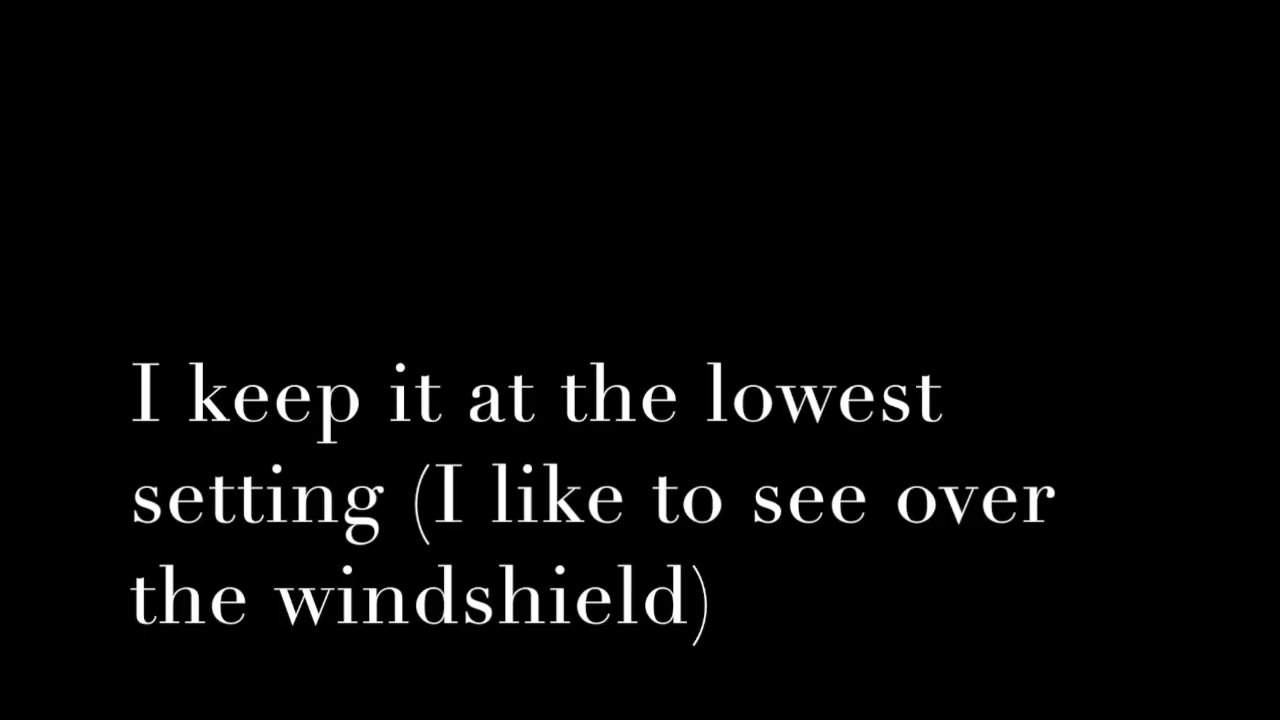 I keep it at the lowest
setting (I like to see over
the windshield)